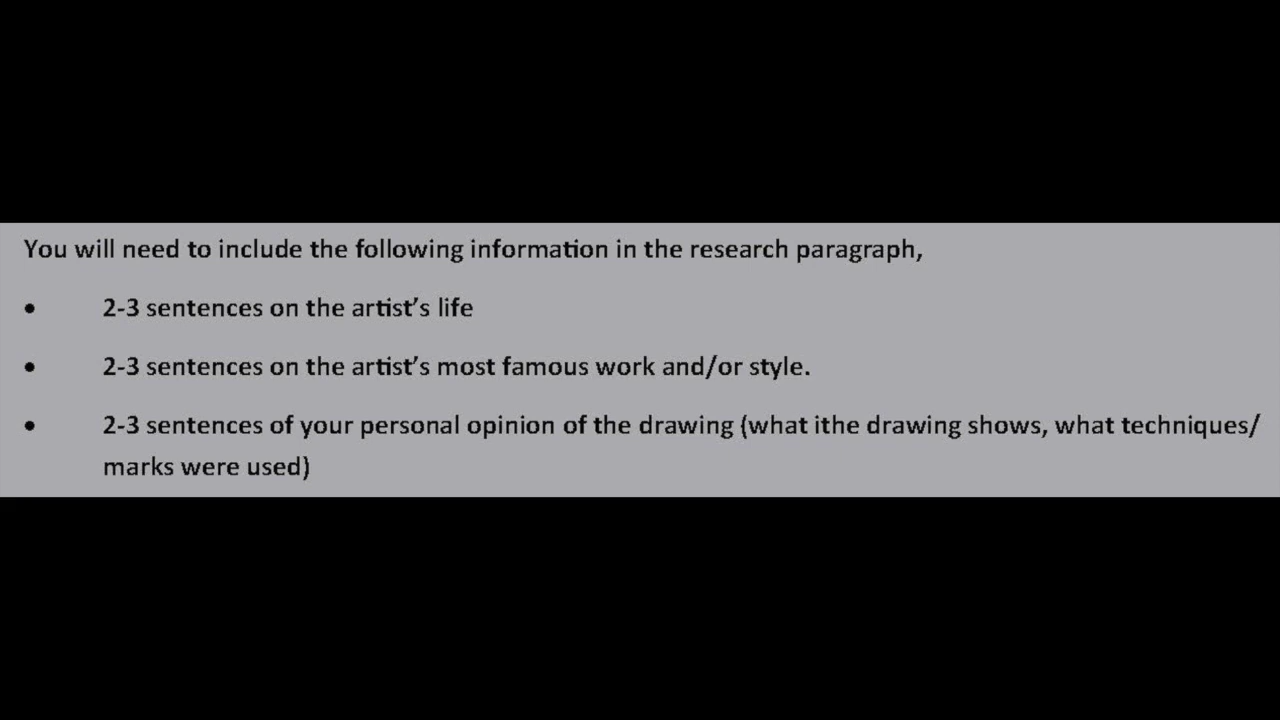 You will need to include the following information in the research paragraph,
• 2-3 sentences on the artist’s life
• 2-3 sentences on the artist’s most famous work and/or style.
• 2-3 sentences of your personal opinion of the drawing (what ithe drawing shows, what techniques/
marks were used)